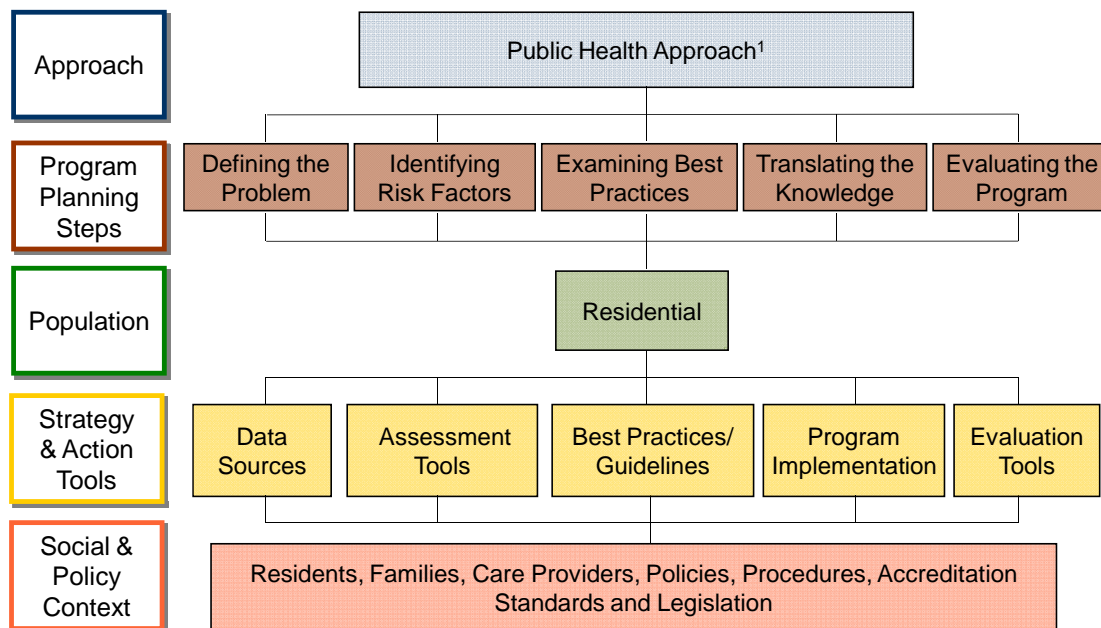 Approach
Public Health Approach¹
Program
Planning
Steps
Defining the
Problem
Identifying
Risk Factors
Examining Best
Practices
Translating the
Knowledge
Evaluating the
Program
Population
Residential
Strategy
& Action
Tools
Data
Sources
Assessment
Tools
Best Practices/
Guidelines
Program
Implementation
Evaluation
Tools
Social &
Policy
Context
Residents, Families, Care Providers, Policies, Procedures, Accreditation
Standards and Legislation